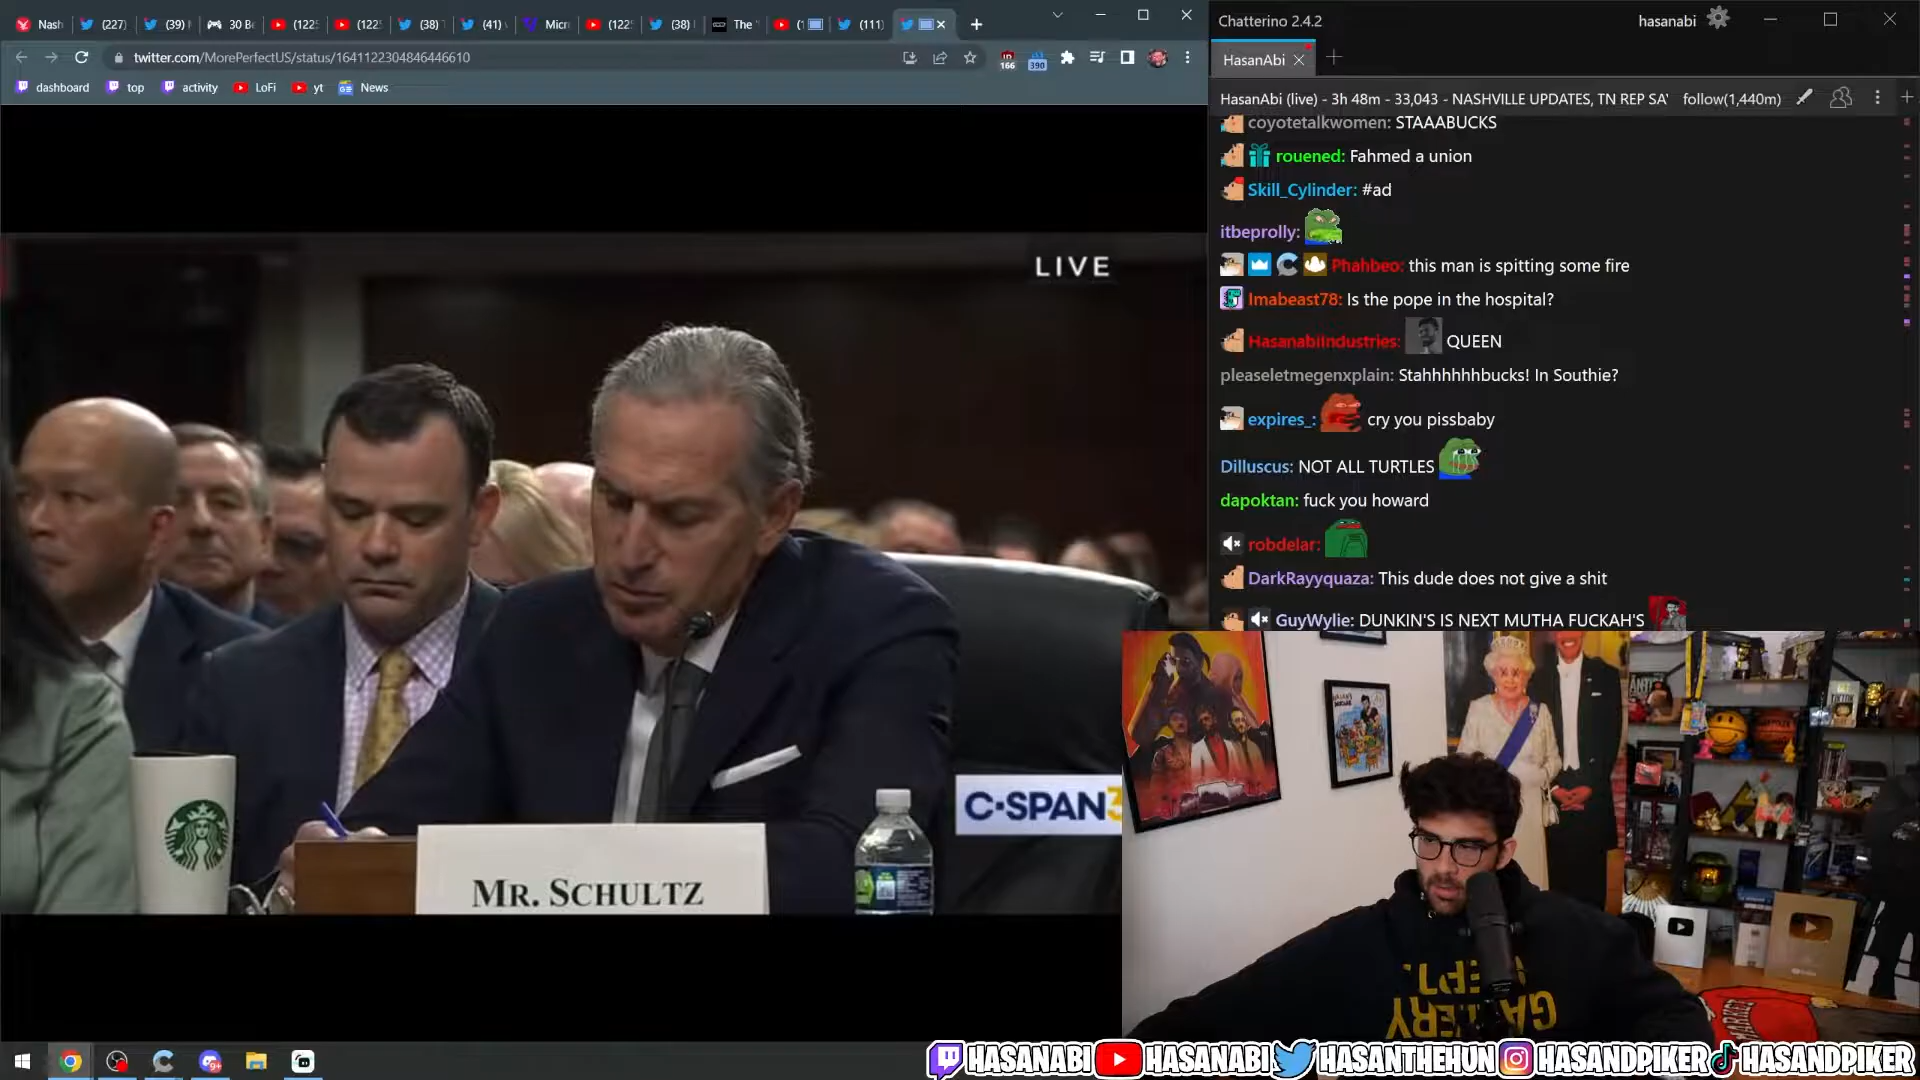 Nash
(227)
(39)
30 Be
(122
(122
(38)
(41)
Micr
(122
(38)
The
(1
(111)
twitter.com/MorePerfectUS/status/1641122304846446610
166
390
dashboard
top
activity
LoFi
yt
News
LIVE
C-SPAN3
MR. SCHULTZ
Chatterino 2.4.2
hasanabi
HasanAbi
HasanAbi (live) - 3h 48m - 33,043 - NASHVILLE UPDATES, TN REP SA
follow(1,440m)
coyotetalkwomen: STAAABUCKS
rouened: Fahmed a union
Skill_Cylinder: #ad
itbeprolly:
Phahbeo: this man is spitting some fire
Imabeast78: Is the pope in the hospital?
HasanabiIndustries: QUEEN
pleaseletmegenxplain: Stahhhhhhbucks! In Southie?
expires_: cry you pissbaby
Dilluscus: NOT ALL TURTLES
dapoktan: fuck you howard
robdelar:
DarkRayyquaza: This dude does not give a shit
GuyWylie: DUNKIN'S IS NEXT MUTHA FUCKAH'S
HASANABI HASANABI HASANTHEHUN HASANDPIKER HASANDPIKER